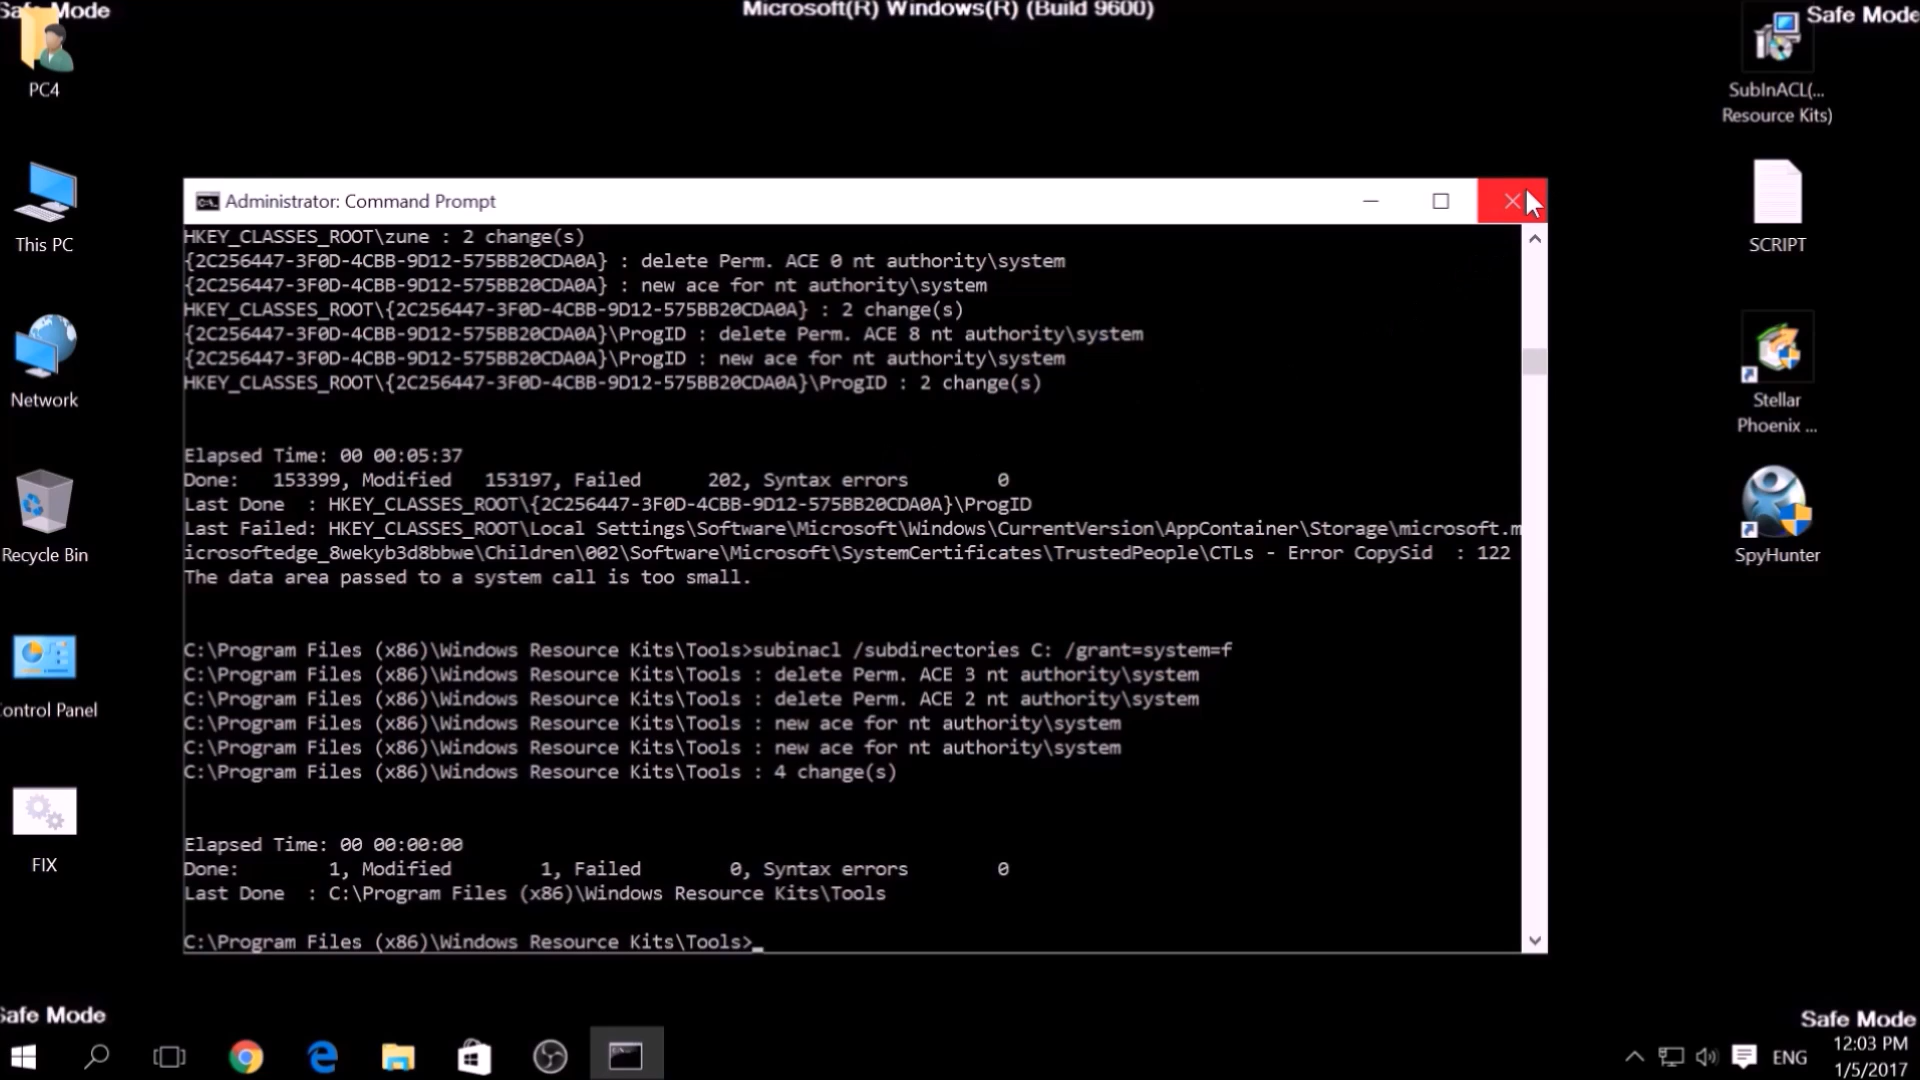 Safe Mode
Microsoft(R) Windows(R) (Build 9600)
Safe Mode
PC4
This PC
Network
Recycle Bin
Control Panel
FIX
SubInACL(...
Resource Kits)
SCRIPT
Stellar
Phoenix ...
SpyHunter
Administrator: Command Prompt
HKEY_CLASSES_ROOT\zune : 2 change(s)
{2C256447-3F0D-4CBB-9D12-575BB20CDA0A} : delete Perm. ACE 0 nt authority\system
{2C256447-3F0D-4CBB-9D12-575BB20CDA0A} : new ace for nt authority\system
HKEY_CLASSES_ROOT\{2C256447-3F0D-4CBB-9D12-575BB20CDA0A} : 2 change(s)
{2C256447-3F0D-4CBB-9D12-575BB20CDA0A}\ProgID : delete Perm. ACE 8 nt authority\system
{2C256447-3F0D-4CBB-9D12-575BB20CDA0A}\ProgID : new ace for nt authority\system
HKEY_CLASSES_ROOT\{2C256447-3F0D-4CBB-9D12-575BB20CDA0A}\ProgID : 2 change(s)
Elapsed Time: 00 00:05:37
Done:   153399, Modified   153197, Failed      202, Syntax errors        0
Last Done  : HKEY_CLASSES_ROOT\{2C256447-3F0D-4CBB-9D12-575BB20CDA0A}\ProgID
Last Failed: HKEY_CLASSES_ROOT\Local Settings\Software\Microsoft\Windows\CurrentVersion\AppContainer\Storage\microsoft.m
icrosoftedge_8wekyb3d8bbwe\Children\002\Software\Microsoft\SystemCertificates\TrustedPeople\CTLs - Error CopySid  : 122
The data area passed to a system call is too small.
C:\Program Files (x86)\Windows Resource Kits\Tools>subinacl /subdirectories C: /grant=system=f
C:\Program Files (x86)\Windows Resource Kits\Tools : delete Perm. ACE 3 nt authority\system
C:\Program Files (x86)\Windows Resource Kits\Tools : delete Perm. ACE 2 nt authority\system
C:\Program Files (x86)\Windows Resource Kits\Tools : new ace for nt authority\system
C:\Program Files (x86)\Windows Resource Kits\Tools : new ace for nt authority\system
C:\Program Files (x86)\Windows Resource Kits\Tools : 4 change(s)
Elapsed Time: 00 00:00:00
Done:        1, Modified        1, Failed        0, Syntax errors        0
Last Done  : C:\Program Files (x86)\Windows Resource Kits\Tools
C:\Program Files (x86)\Windows Resource Kits\Tools>_
Safe Mode
Safe Mode
ENG
12:03 PM
1/5/2017